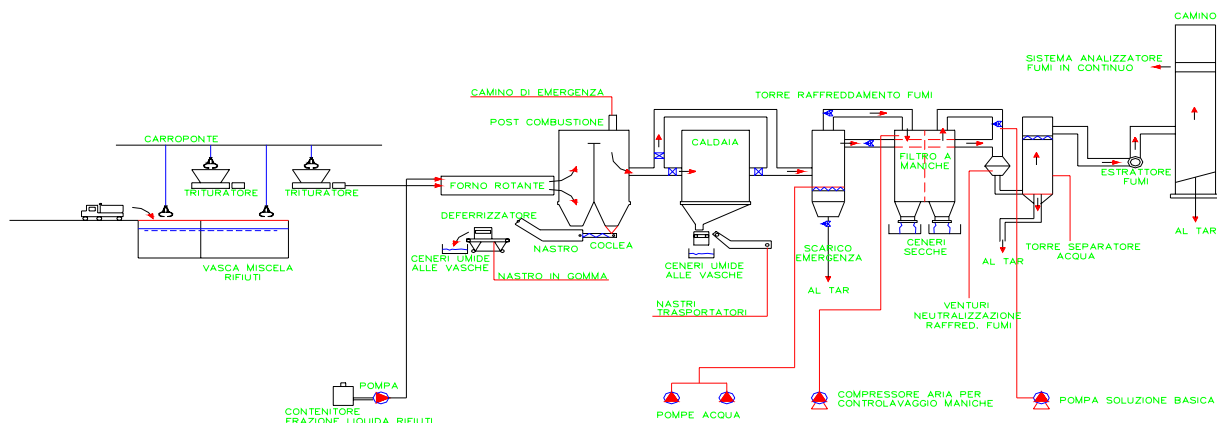 CAMINO
SISTEMA ANALIZZATORE
FUMI IN CONTINUO
CAMINO DI EMERGENZA
TORRE RAFFREDDAMENTO FUMI
POST COMBUSTIONE
CARROPONTE
CALDAIA
FILTRO A
MANICHE
ESTRATTORE
FUMI
TRITURATORE
TRITURATORE
FORNO ROTANTE
DEFERRIZZATORE
AL TAR
NASTRO
COCLEA
SCARICO
EMERGENZA
CENERI
SECCHE
TORRE SEPARATORE
ACQUA
CENERI UMIDE
ALLE VASCHE
CENERI UMIDE
ALLE VASCHE
VASCA MISCELA
RIFIUTI
NASTRO IN GOMMA
AL TAR
AL TAR
NASTRI
TRASPORTATORI
VENTURI
NEUTRALIZZAZIONE
RAFFRED. FUMI
POMPA
CONTENITORE
FRAZIONE LIQUIDA RIFIUTI
POMPE ACQUA
COMPRESSORE ARIA PER
CONTROLAVAGGIO MANICHE
POMPA SOLUZIONE BASICA